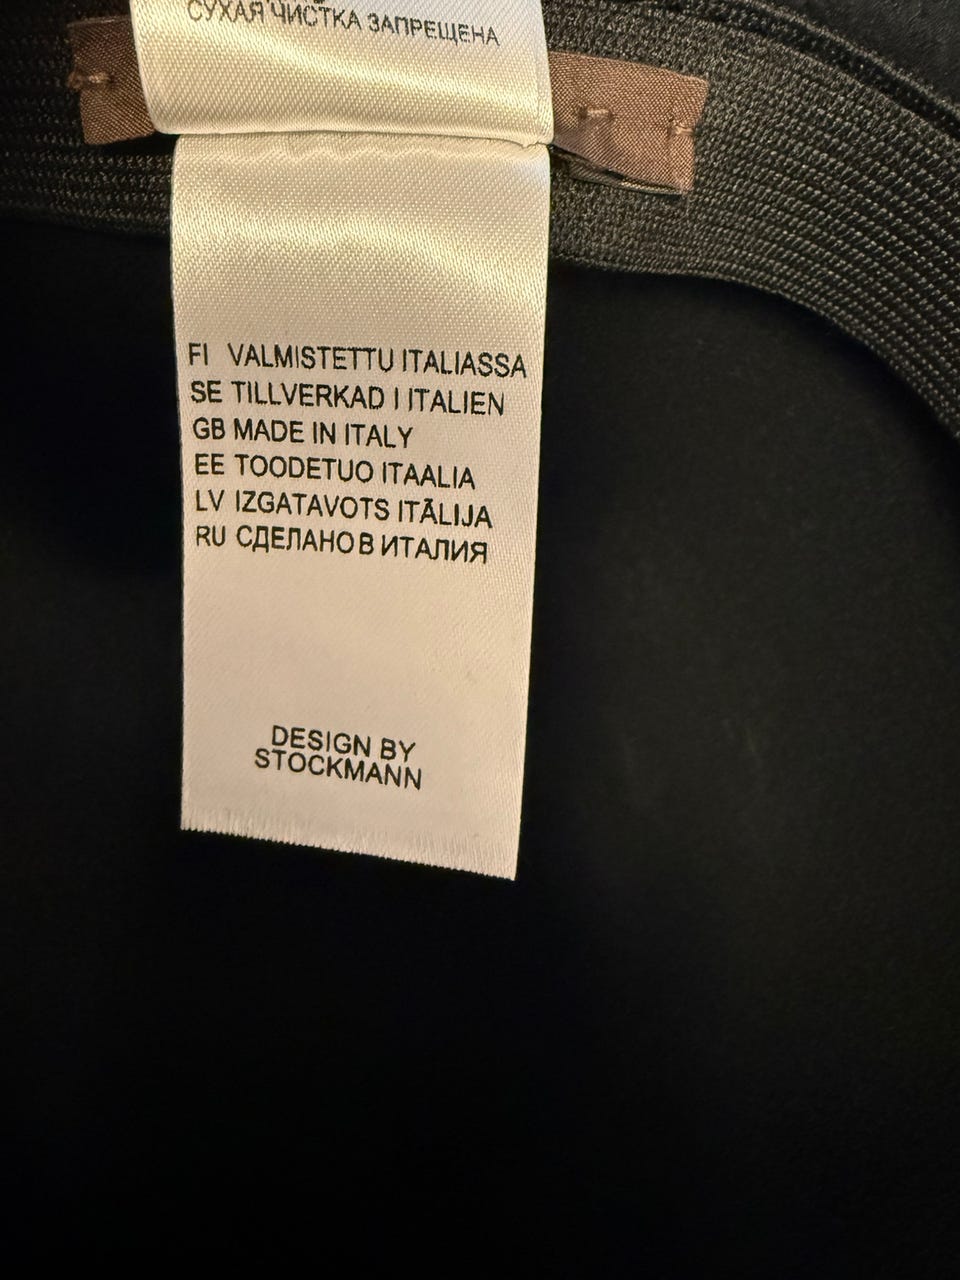 СУХАЯ ЧИСТКА ЗАПРЕЩЕНА
FI VALMISTETTU ITALIASSA
SE TILLVERKAD I ITALIEN
GB MADE IN ITALY
EE TOODETUO ITAALIA
LV IZGATAVOTS ITĀLIJA
RU СДЕЛАНО В ИТАЛИЯ
DESIGN BY
STOCKMANN